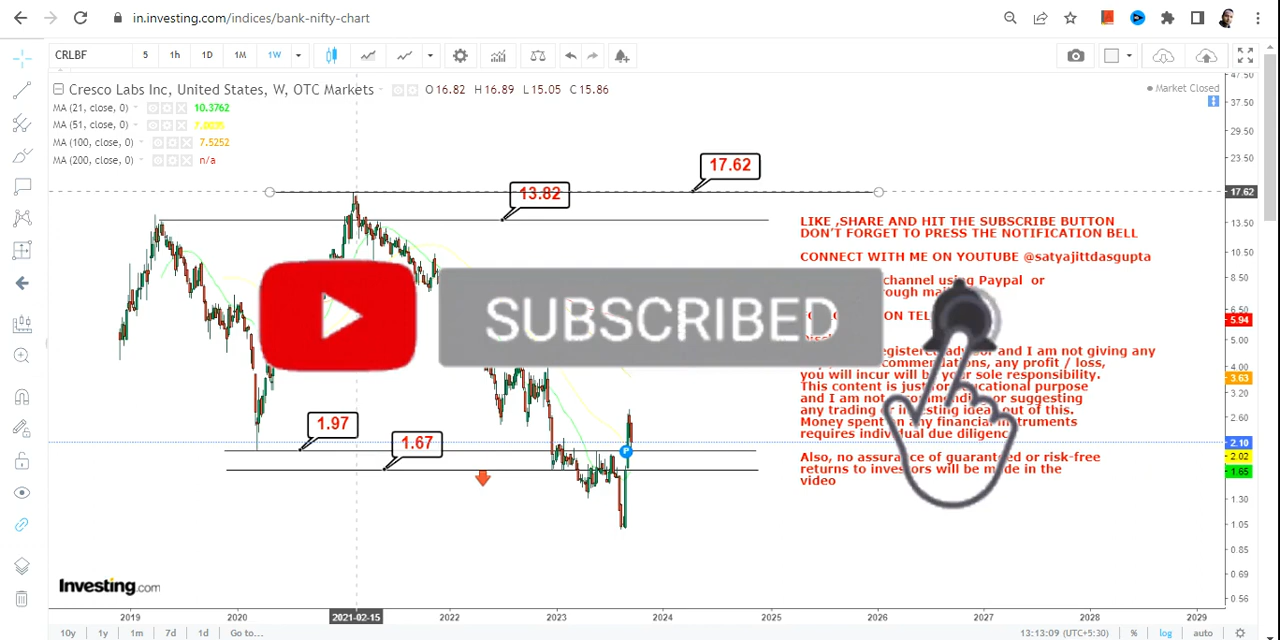 in.investing.com/indices/bank-nifty-chart
CRLBF 5 1h 1D 1M 1W
Cresco Labs Inc, United States, W, OTC Markets O 16.82 H 16.89 L 15.05 C 15.86
Market Closed
MA (21, close, 0) 10.3762
MA (51, close, 0)
MA (100, close, 0) 7.5252
MA (200, close, 0) n/a
47.50
37.50
29.50
23.50
17.62
13.50
10.50
8.50
5.94
5.00
4.00
3.63
3.20
2.60
2.10
2.02
1.65
1.30
1.05
0.85
0.69
0.56
17.62
13.82
1.97
1.67
P
LIKE ,SHARE AND HIT THE SUBSCRIBE BUTTON
DON'T FORGET TO PRESS THE NOTIFICATION BELL
CONNECT WITH ME ON YOUTUBE @satyajittdasgupta
channel using Paypal or
SUBSCRIBED
and I am not giving any
any profit / loss,
you will incur will be your sole responsibility.
This content is just for educational purpose
and I am not
any trading or investing ideas out of this.
Money spent on any financial instruments
requires individual due diligence
Also, no assurance of guaranteed or risk-free
returns to investors will be made in the
video
Investing.com
2019 2020 2021-02-15 2022 2023 2024 2025 2026 2027 2028 2029
10y 1y 1m 7d 1d Go to... 13:13:09 (UTC+5:30) % log auto